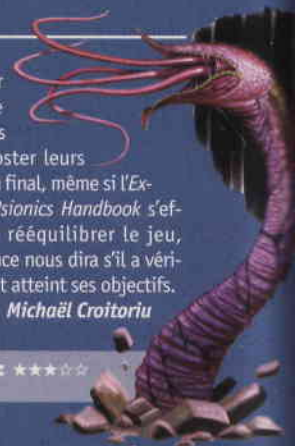 r
e
s
oster leurs
final, même si l'Ex-
sionics Handbook s'ef-
rééquilibrer le jeu,
ce nous dira s'il a véri-
t atteint ses objectifs.
Michaël Croitoriu
: ★★★☆☆